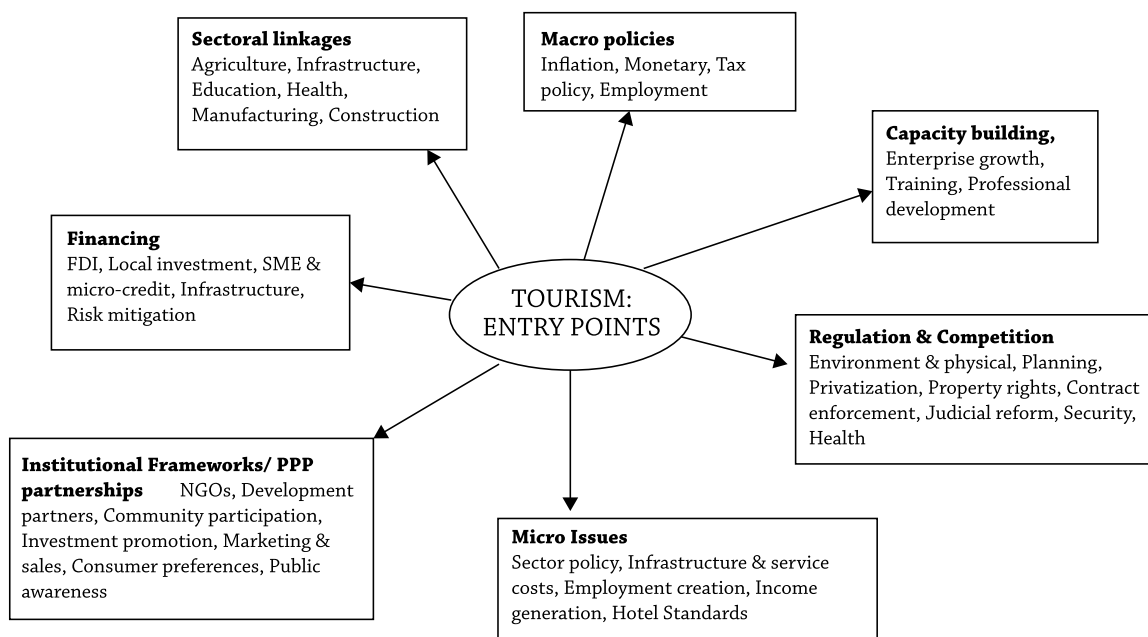 Sectoral linkages
Agriculture, Infrastructure,
Education, Health,
Manufacturing, Construction
Macro policies
Inflation, Monetary, Tax
policy, Employment
Capacity building,
Enterprise growth,
Training, Professional
development
Financing
FDI, Local investment, SME &
micro-credit, Infrastructure,
Risk mitigation
TOURISM:
ENTRY POINTS
Regulation & Competition
Environment & physical, Planning,
Privatization, Property rights, Contract
enforcement, Judicial reform, Security,
Health
Institutional Frameworks/ PPP
partnerships NGOs, Development
partners, Community participation,
Investment promotion, Marketing &
sales, Consumer preferences, Public
awareness
Micro Issues
Sector policy, Infrastructure & service
costs, Employment creation, Income
generation, Hotel Standards